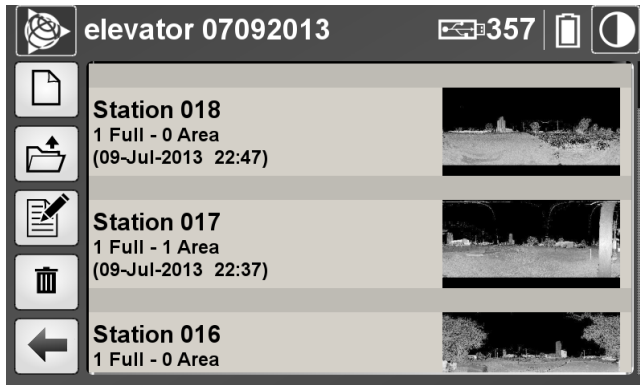 elevator 07092013
357
Station 018
1 Full - 0 Area
(09-Jul-2013 22:47)
Station 017
1 Full - 1 Area
(09-Jul-2013 22:37)
Station 016
1 Full - 0 Area